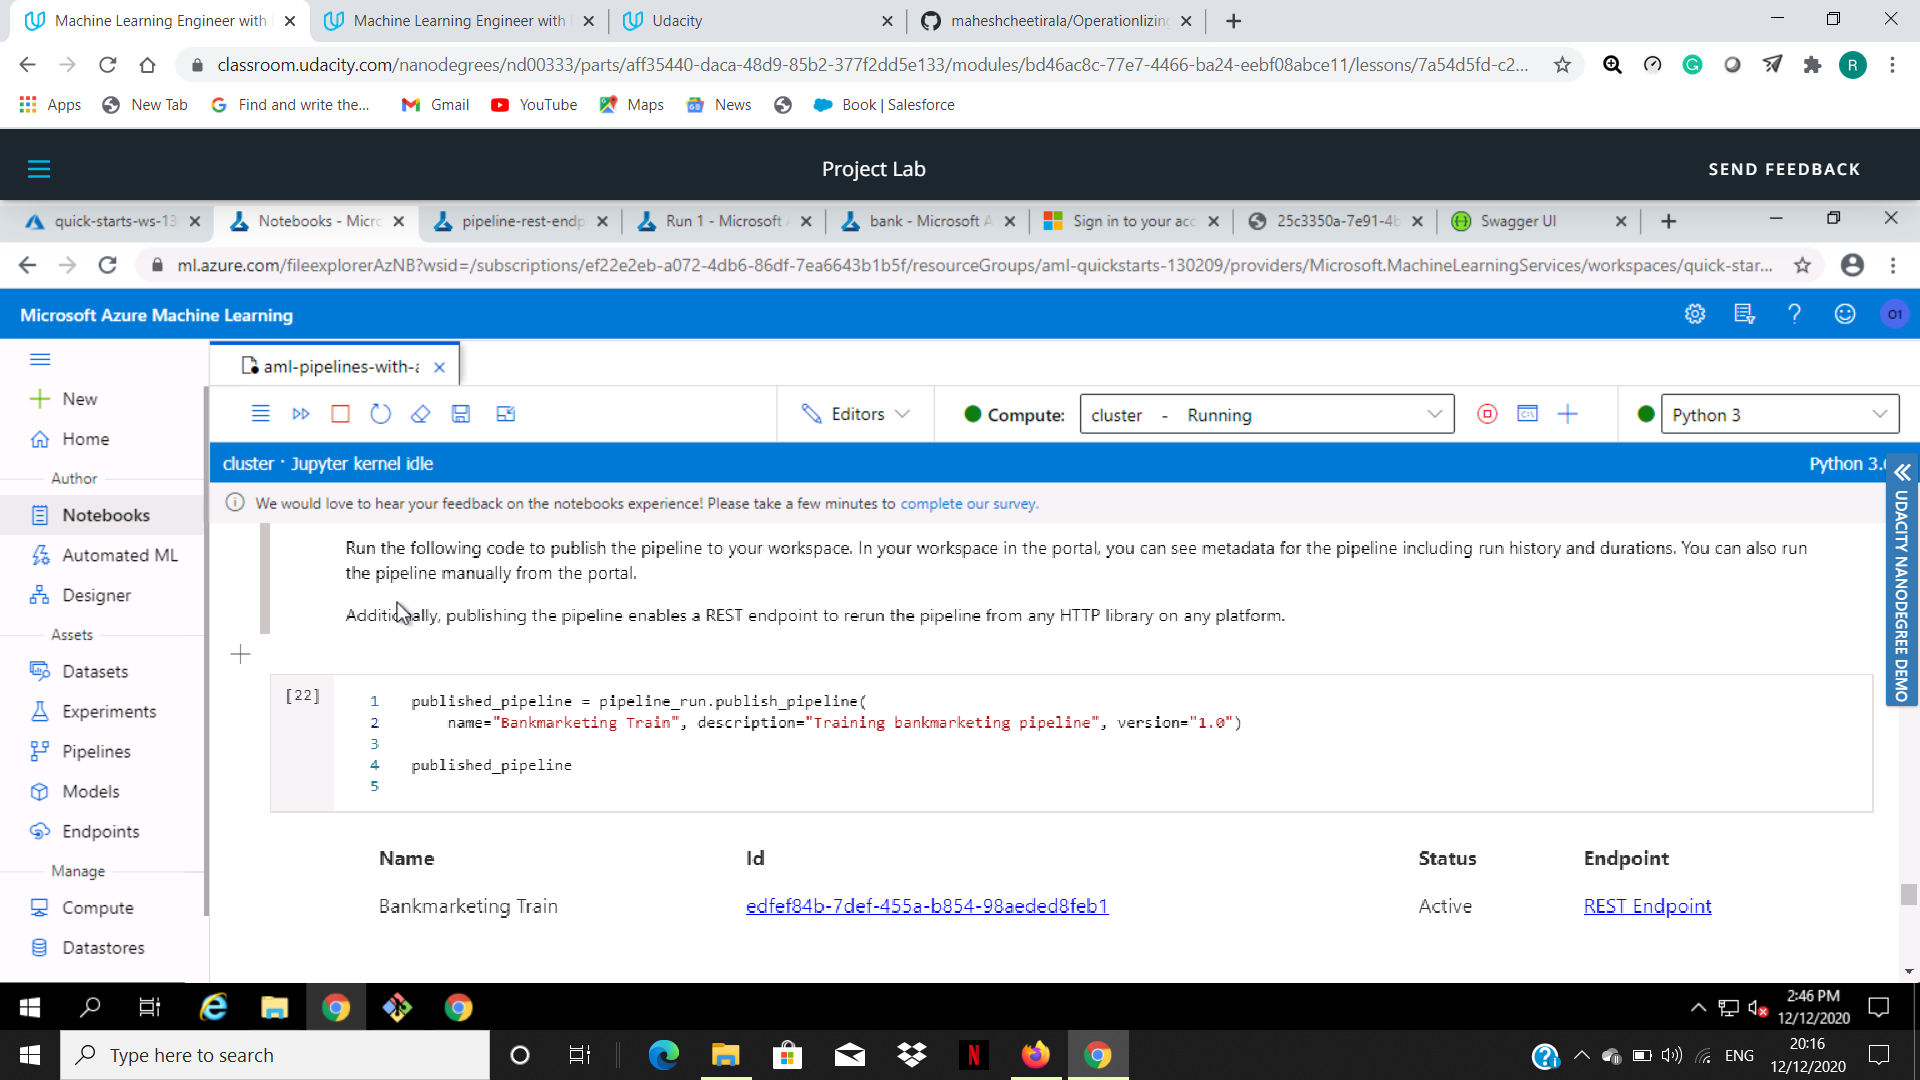 Machine Learning Engineer with
Machine Learning Engineer with
Udacity
maheshcheetirala/Operationlizing
classroom.udacity.com/nanodegrees/nd00333/parts/aff35440-daca-48d9-85b2-377f2dd5e133/modules/bd46ac8c-77e7-4466-ba24-eebf08abce11/lessons/7a54d5fd-c2...
R
Apps
New Tab
Find and write the...
Gmail
YouTube
Maps
News
Book | Salesforce
Project Lab
SEND FEEDBACK
quick-starts-ws-13
Notebooks - Micro
pipeline-rest-endp
Run 1 - Microsoft A
bank - Microsoft A
Sign in to your acc
25c3350a-7e91-4b
Swagger UI
ml.azure.com/fileexplorerAzNB?wsid=/subscriptions/ef22e2eb-a072-4db6-86df-7ea6643b1b5f/resourceGroups/aml-quickstarts-130209/providers/Microsoft.MachineLearningServices/workspaces/quick-star...
Microsoft Azure Machine Learning
O1
aml-pipelines-with-a
New
Home
Author
Notebooks
Automated ML
Designer
Assets
Datasets
Experiments
Pipelines
Models
Endpoints
Manage
Compute
Datastores
Editors
Compute:
cluster - Running
Python 3
cluster · Jupyter kernel idle
Python 3.6
We would love to hear your feedback on the notebooks experience! Please take a few minutes to complete our survey.
UDACITY NANODEGREE DEMO
Run the following code to publish the pipeline to your workspace. In your workspace in the portal, you can see metadata for the pipeline including run history and durations. You can also run
the pipeline manually from the portal.
Additionally, publishing the pipeline enables a REST endpoint to rerun the pipeline from any HTTP library on any platform.
[22]
1 published_pipeline = pipeline_run.publish_pipeline(
2 name="Bankmarketing Train", description="Training bankmarketing pipeline", version="1.0")
3
4 published_pipeline
5
Name Id Status Endpoint
Bankmarketing Train edfef84b-7def-455a-b854-98aeded8feb1 Active REST Endpoint
2:46 PM
12/12/2020
Type here to search
N
ENG
20:16
12/12/2020